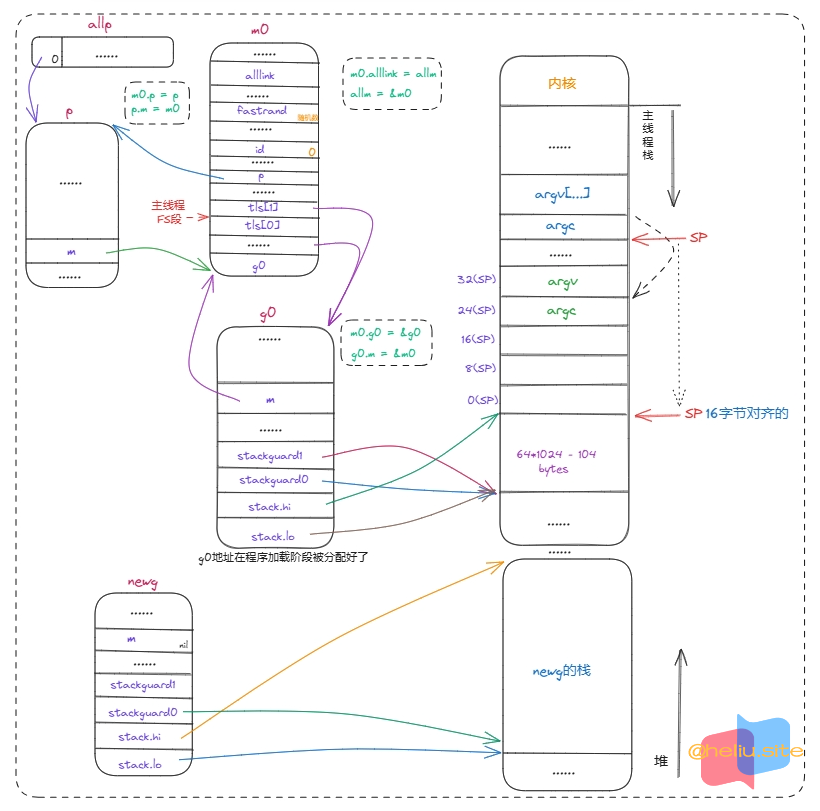 allp
0
......
m0.p = p
p.m = m0
p
......
m
......
m0
......
alllink
......
fastrand
随机数
......
id
0
......
p
......
tls[1]
tls[0]
......
g0
主线程
FS段
m0.alllink = allm
allm = &m0
g0
......
m
......
stackguard1
stackguard0
stack.hi
stack.lo
m0.g0 = &g0
g0.m = &m0
g0地址在程序加载阶段被分配好了
内核
......
argv[...]
argc
......
argv
argc
32(SP)
24(SP)
16(SP)
8(SP)
0(SP)
64*1024 - 104
bytes
......
......
主线程栈
SP
SP 16字节对齐的
newg
......
m
nil
......
stackguard1
stackguard0
stack.hi
stack.lo
newg的栈
......
堆
@heliu.site